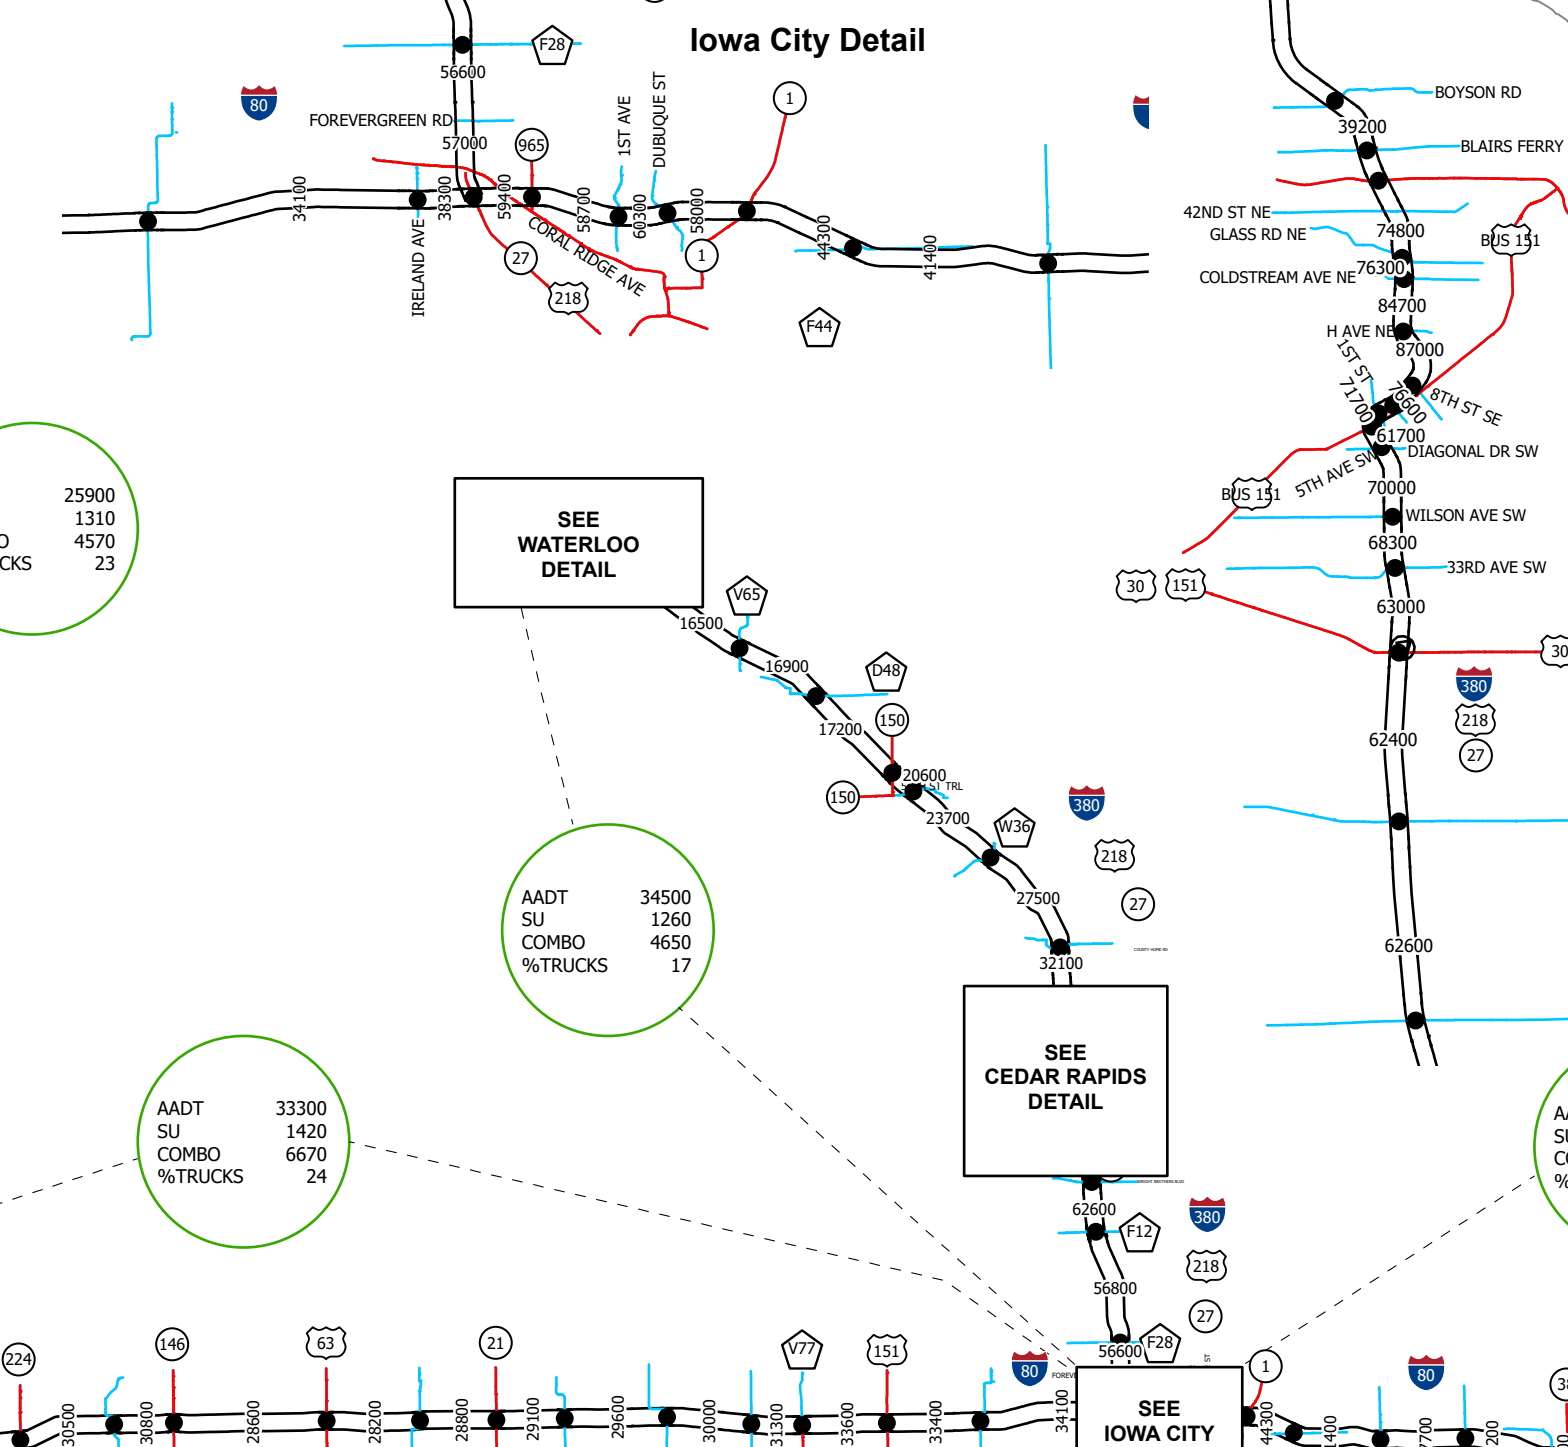 Iowa City Detail
F28
56600
80
FOREVERGREEN RD
57000
965
1ST AVE
DUBUQUE ST
1
34100
IRELAND AVE
38300
59400
58700
60300
58000
44300
41400
CORAL RIDGE AVE
27
218
1
F44
BOYSON RD
39200
BLAIRS FERRY
42ND ST NE
74800
GLASS RD NE
BUS 151
COLDSTREAM AVE NE
76300
84700
H AVE NE
87000
1ST ST
71700
76600
8TH ST SE
61700
DIAGONAL DR SW
5TH AVE SW
BUS 151
70000
WILSON AVE SW
68300
33RD AVE SW
30
151
63000
30
380
218
27
62400
62600
25900
1310
4570
CKS 23
SEE
WATERLOO
DETAIL
16500
V65
16900
D48
17200
150
150
20600
23700
W36
380
218
27
27500
COUNTY HOME RD
32100
AADT 34500
SU 1260
COMBO 4650
%TRUCKS 17
SEE
CEDAR RAPIDS
DETAIL
AADT 33300
SU 1420
COMBO 6670
%TRUCKS 24
WRIGHT BROTHERS BLVD
62600
F12
380
218
27
56800
F28
56600
224
146
63
21
V77
151
80
1
80
30500
30800
28600
28200
28800
29100
29600
30000
31300
33600
33400
34100
SEE
IOWA CITY
44300